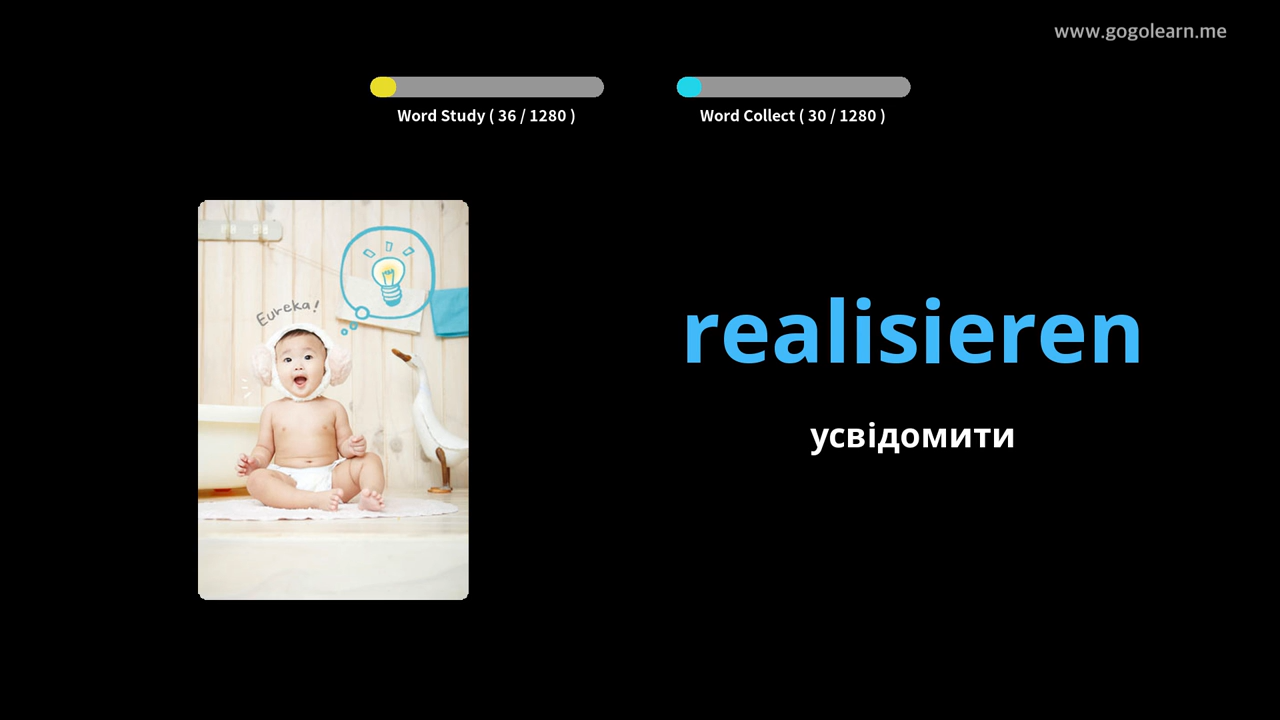 www.gogolearn.me
Word Study ( 36 / 1280 )
Word Collect ( 30 / 1280 )
Eureka!
realisieren
усвідомити